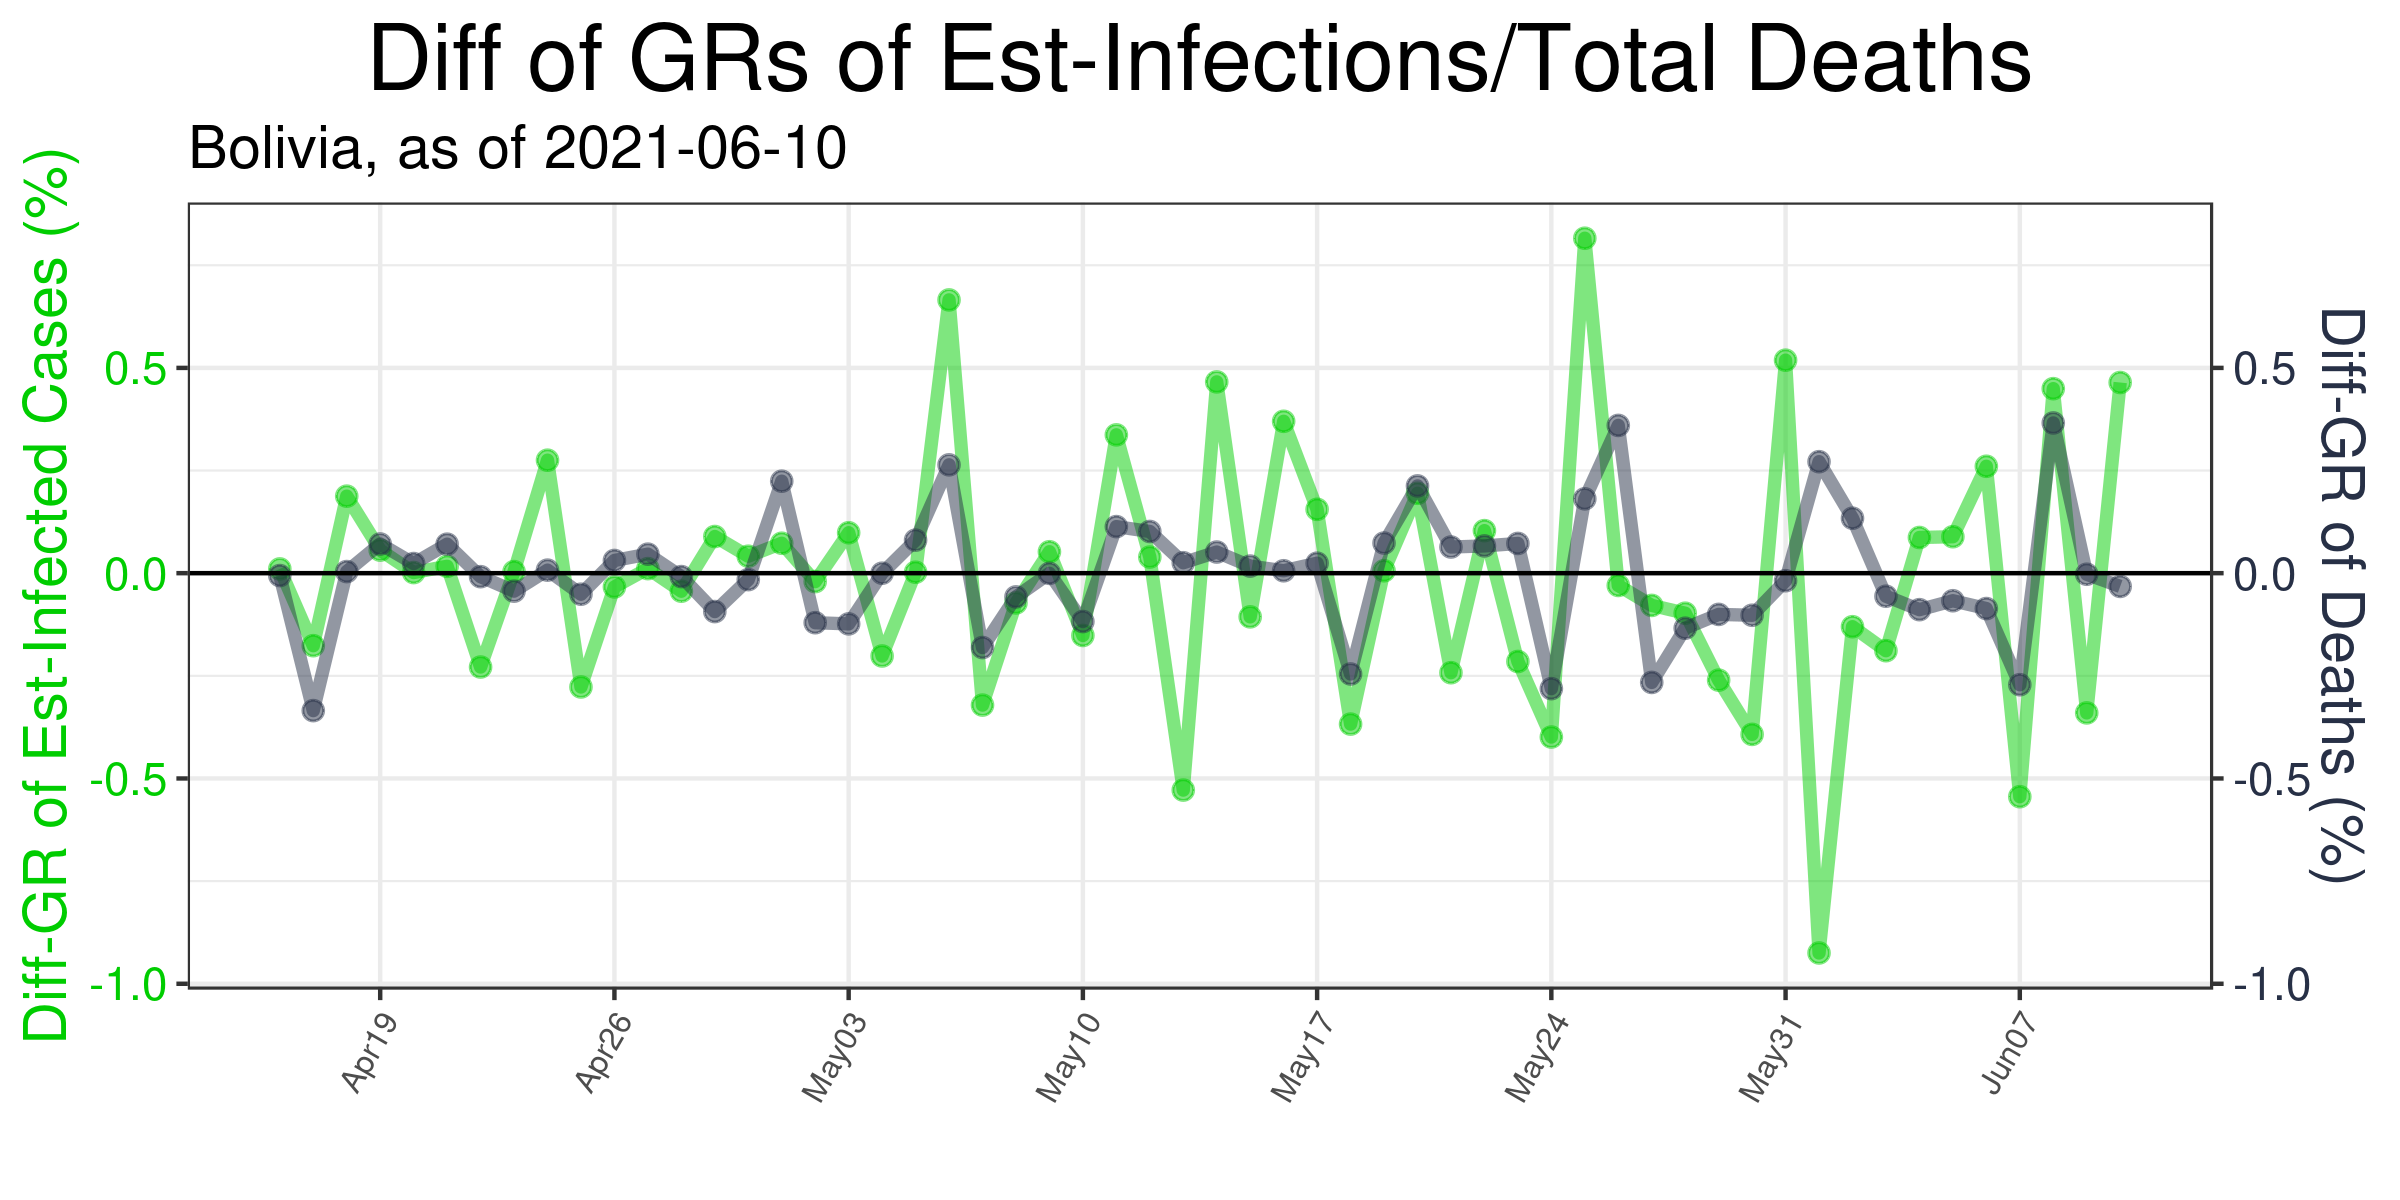 Diff of GRs of Est-Infections/Total Deaths
Bolivia, as of 2021-06-10
Diff-GR of Est-Infected Cases (%)
0.5
0.0
-0.5
-1.0
0.5
0.0
-0.5
-1.0
Diff-GR of Deaths (%)
Apr19
Apr26
May03
May10
May17
May24
May31
Jun07